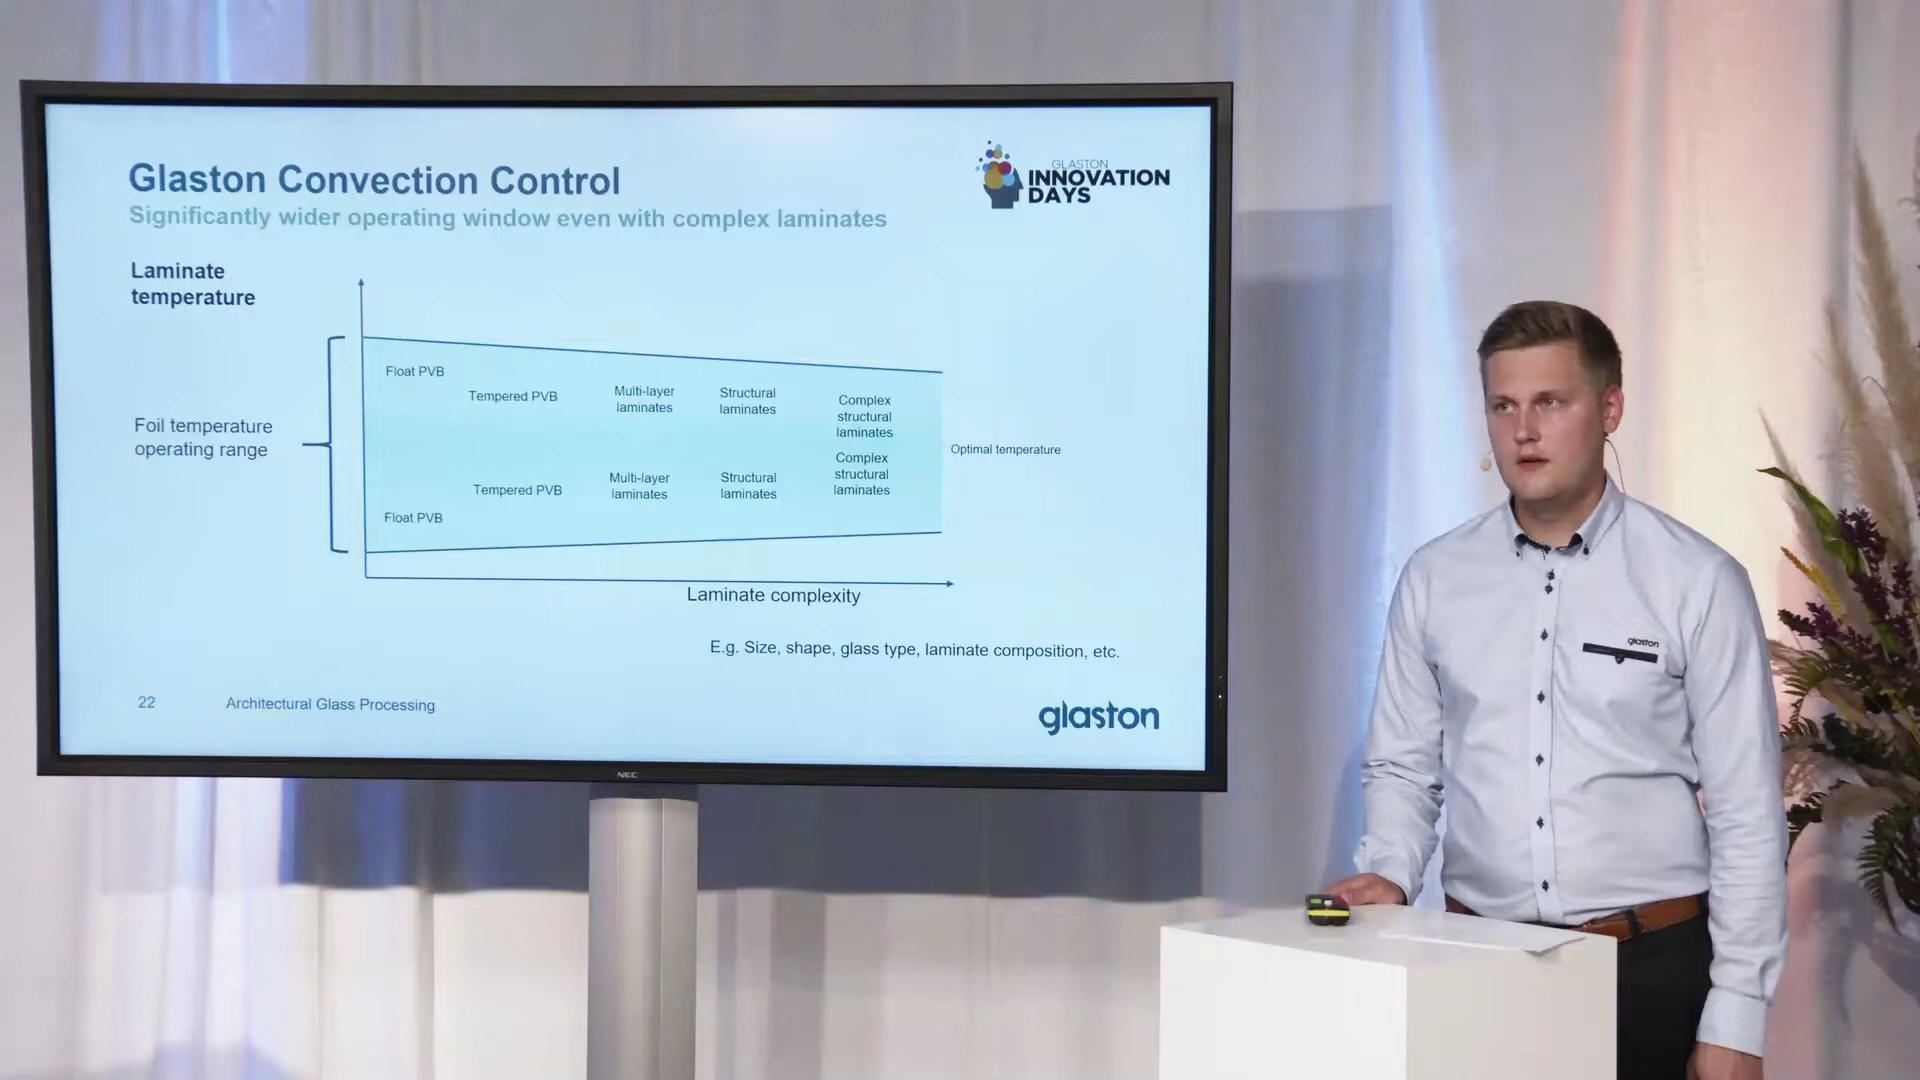 Glaston Convection Control
Significantly wider operating window even with complex laminates
GLASTON
INNOVATION
DAYS
Laminate
temperature
Foil temperature
operating range
Float PVB
Tempered PVB
Multi-layer
laminates
Structural
laminates
Complex
structural
laminates
Optimal temperature
Float PVB
Tempered PVB
Multi-layer
laminates
Structural
laminates
Complex
structural
laminates
Laminate complexity
E.g. Size, shape, glass type, laminate composition, etc.
22
Architectural Glass Processing
glaston
NEC
glaston